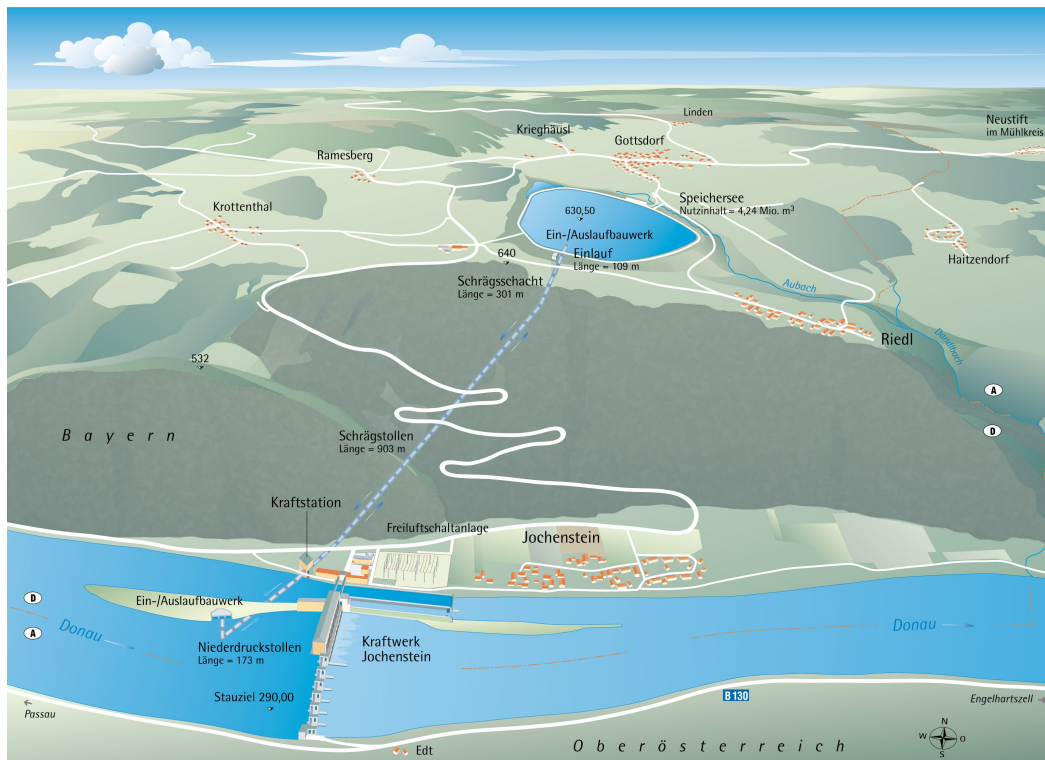 Linden
Neustift
im Mühlkreis
Krieghäusl
Gottsdorf
Ramesberg
Speichersee
Nutzinhalt = 4,24 Mio. m³
Krottenthal
630,50
Ein-/Auslaufbauwerk
Einlauf
Länge = 109 m
640
Haitzendorf
Schrägsschacht
Länge = 301 m
Aubach
Riedl
Dandlbach
532
A
D
Bayern
Schrägstollen
Länge = 903 m
Kraftstation
Freiluftschaltanlage
Jochenstein
D
Ein-/Auslaufbauwerk
A
Donau
Donau
Niederdruckstollen
Länge = 173 m
Kraftwerk
Jochenstein
Stauziel 290,00
B 130
Passau
Engelhartszell
N
W
O
S
Edt
Oberösterreich